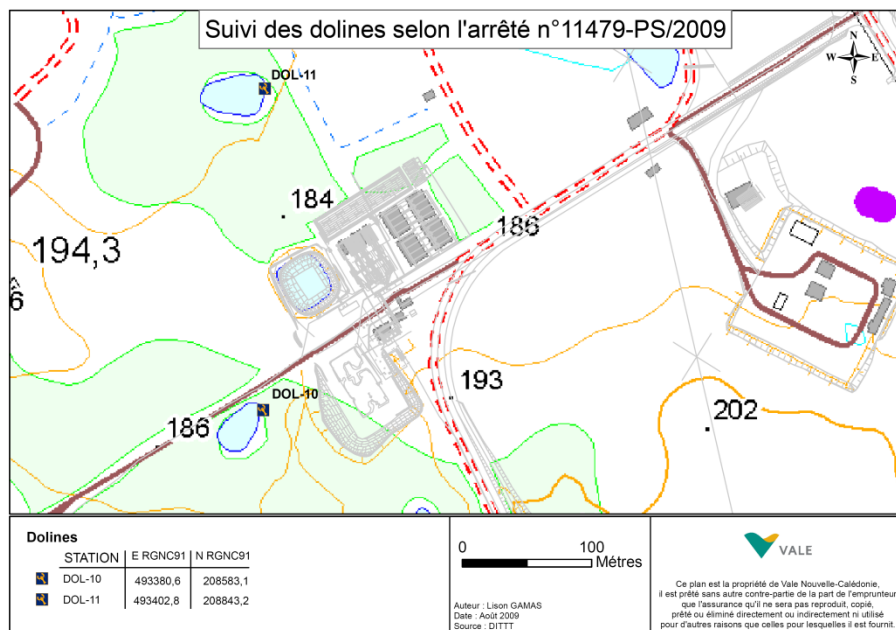 Suivi des dolines selon l'arrêté n°11479-PS/2009
N
W E
S
DOL-11
184
194,3
186
6
193
DOL-10
186
202
Dolines
STATION E RGNC91 N RGNC91
DOL-10 493380,6 208583,1
DOL-11 493402,8 208843,2
0 100
Mètres
Auteur : Lison GAMAS
Date : Août 2009
Source : DITTT
VALE
Ce plan est la propriété de Vale Nouvelle-Calédonie,
il est prêté sans autre contre-partie de la part de l'emprunteur
que l'assurance qu'il ne sera pas reproduit, copié,
prêté ou éliminé directement ou indirectement ni utilisé
pour d'autres raisons que celles pour lesquelles il est fournit.